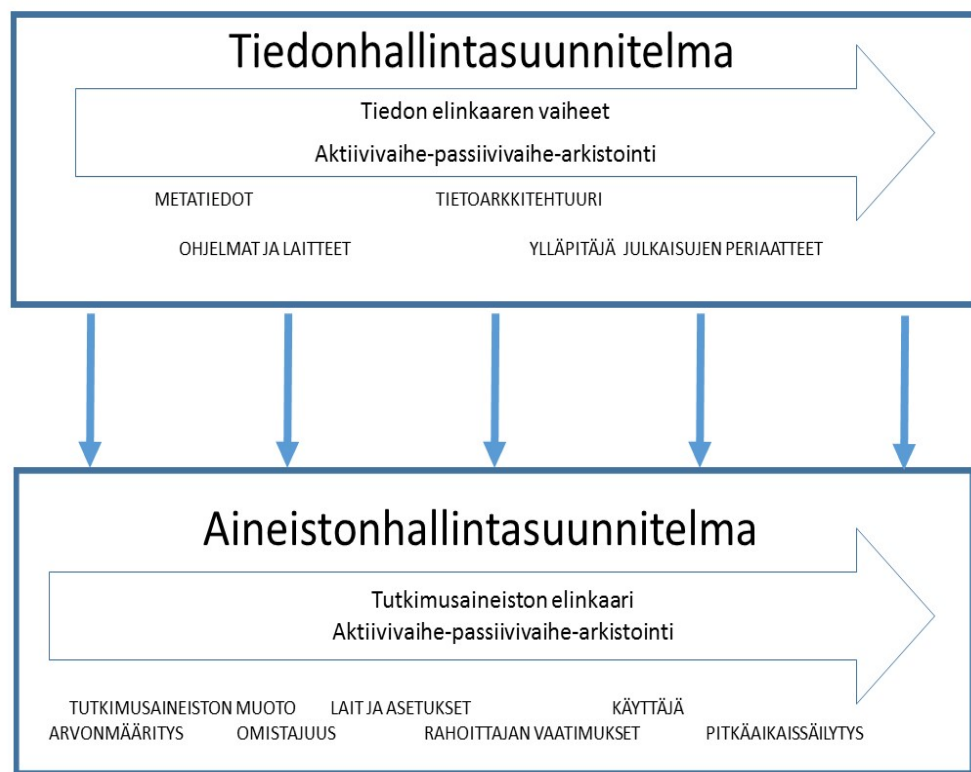 Tiedonhallintasuunnitelma
Tiedon elinkaaren vaiheet
Aktiivivaihe-passiivivaihe-arkistointi
METATIEDOT TIETOARKKITEHTUURI
OHJELMAT JA LAITTEET YLLÄPITÄJÄ JULKAISUJEN PERIAATTEET
Aineistonhallintasuunnitelma
Tutkimusaineiston elinkaari
Aktiivivaihe-passiivivaihe-arkistointi
TUTKIMUSAINEISTON MUOTO LAIT JA ASETUKSET KÄYTTÄJÄ
ARVONMÄÄRITYS OMISTAJUUS RAHOITTAJAN VAATIMUKSET PITKÄAIKAISSÄILYTYS